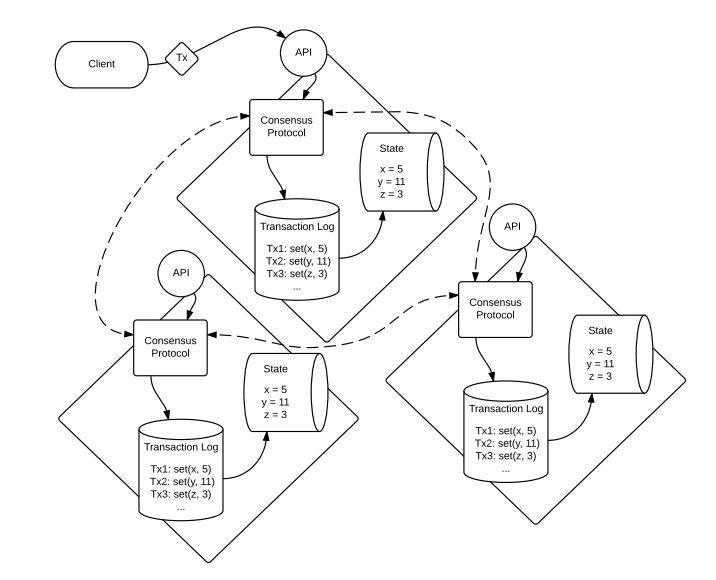 Client
Tx
API
Consensus
Protocol
State
x = 5
y = 11
z = 3
Transaction Log
Tx1: set(x, 5)
Tx2: set(y, 11)
Tx3: set(z, 3)
...
API
Consensus
Protocol
State
x = 5
y = 11
z = 3
Transaction Log
Tx1: set(x, 5)
Tx2: set(y, 11)
Tx3: set(z, 3)
...
API
Consensus
Protocol
State
x = 5
y = 11
z = 3
Transaction Log
Tx1: set(x, 5)
Tx2: set(y, 11)
Tx3: set(z, 3)
...